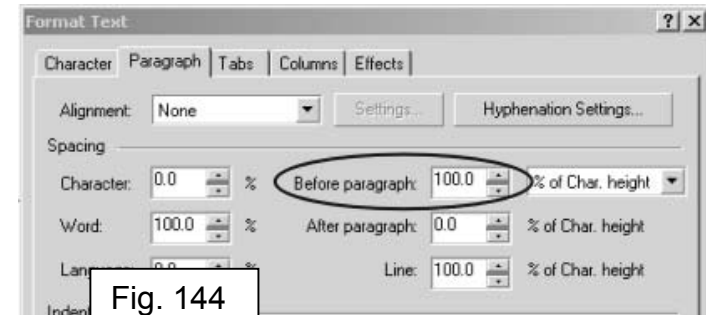 Format Text ? ×
Character Paragraph Tabs Columns Effects
Alignment: None Settings... Hyphenation Settings...
Spacing
Character: 0.0 % Before paragraph: 100.0 % of Char. height
Word: 100.0 % After paragraph: 0.0 % of Char. height
Line: 100.0 % of Char. height
Fig. 144